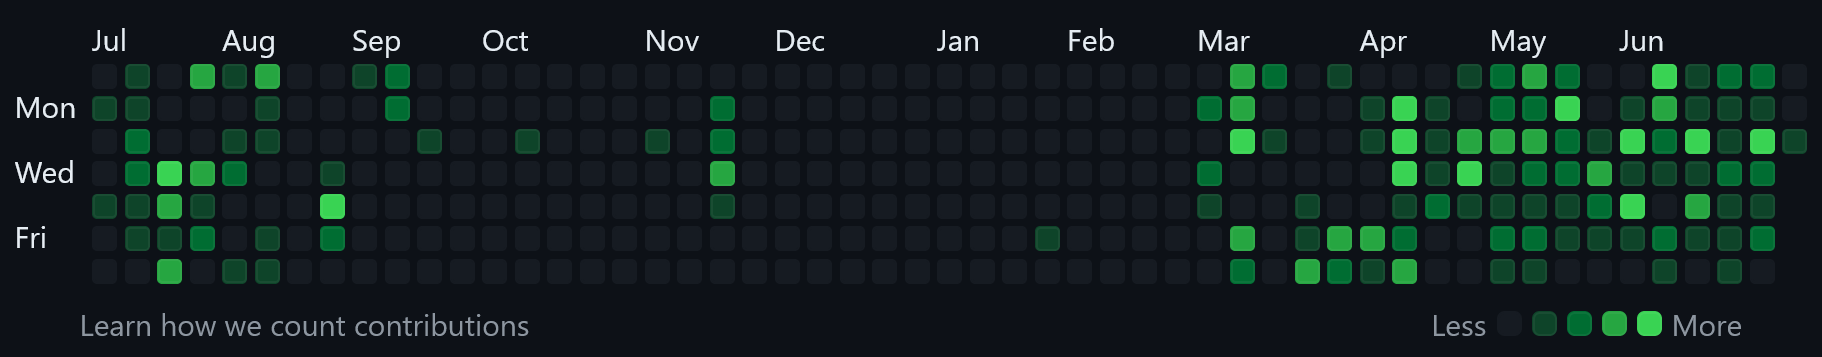 Jul Aug Sep Oct Nov Dec Jan Feb Mar Apr May Jun
Mon
Wed
Fri
Learn how we count contributions
Less More